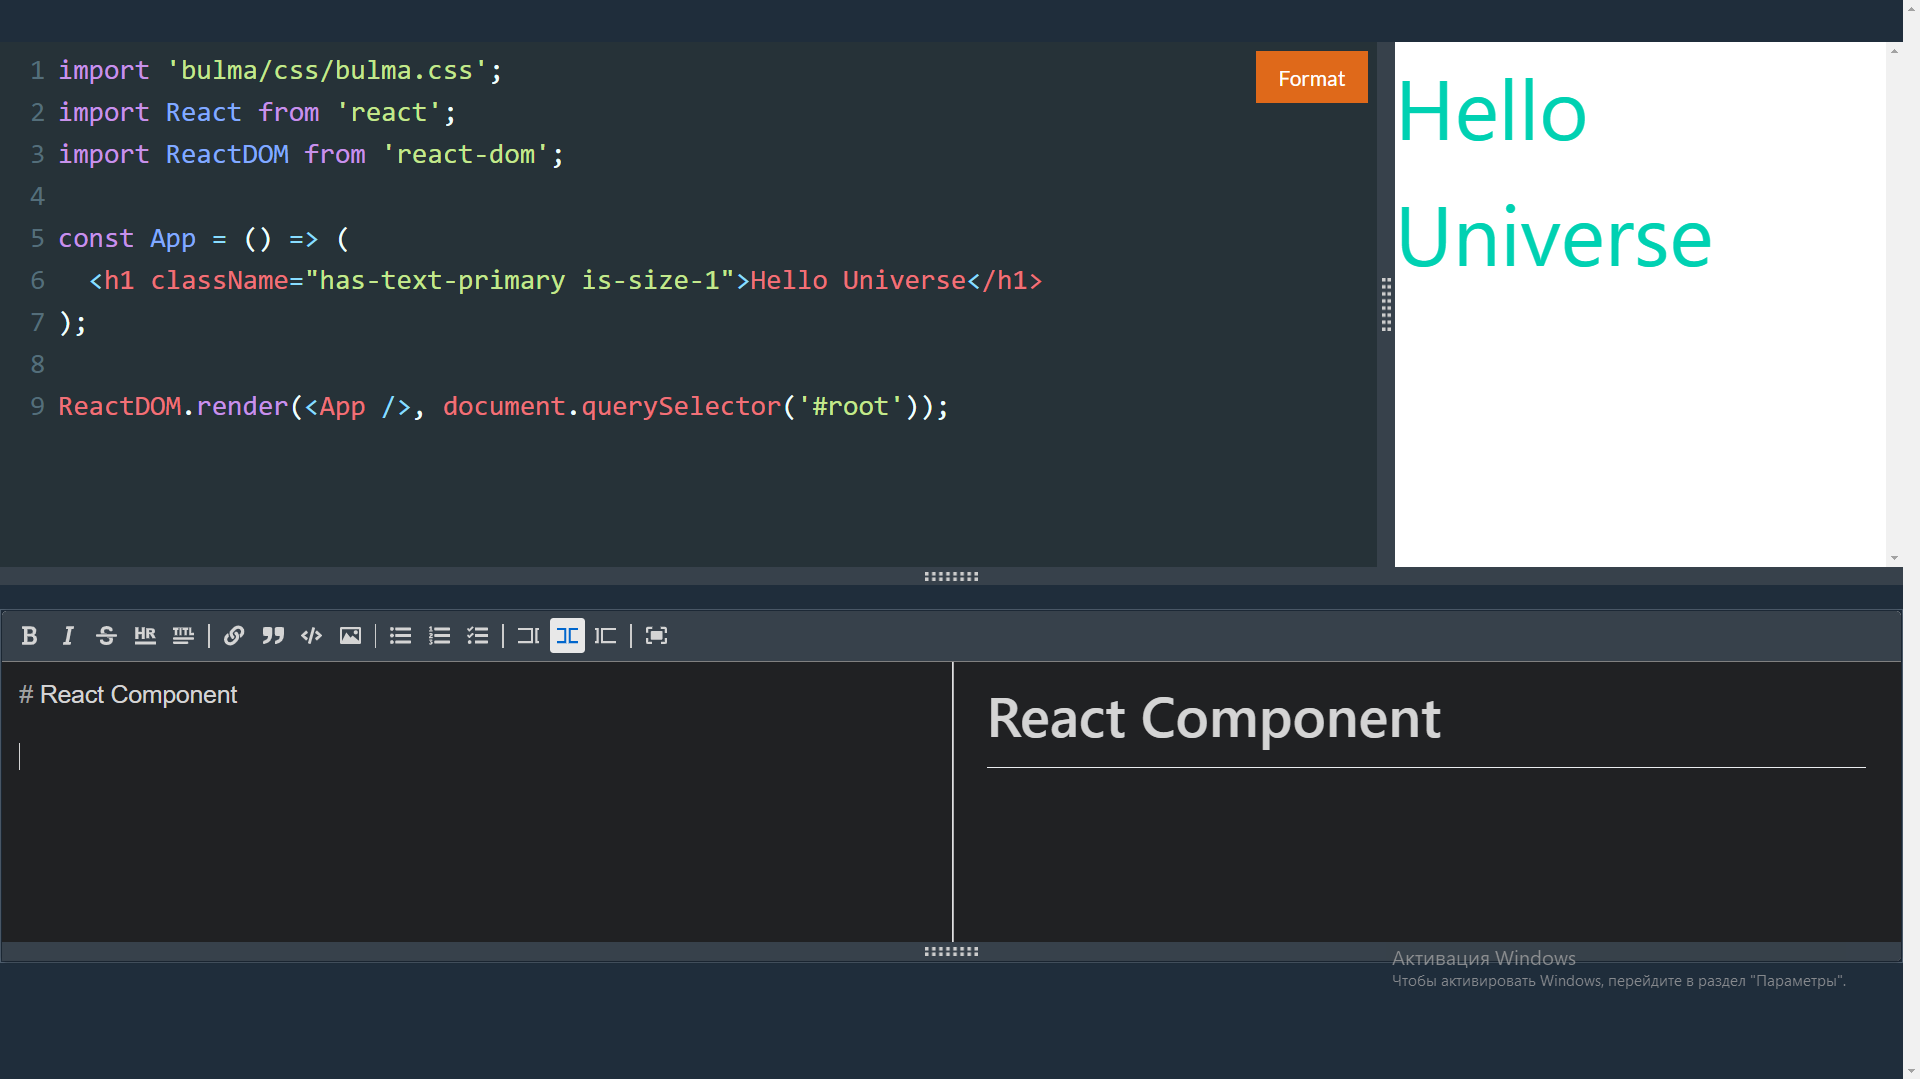 1 import 'bulma/css/bulma.css';
2 import React from 'react';
3 import ReactDOM from 'react-dom';
4
5 const App = () => (
6   <h1 className="has-text-primary is-size-1">Hello Universe</h1>
7 );
8
9 ReactDOM.render(<App />, document.querySelector('#root'));
Format
Hello
Universe
HR
TITL
# React Component
React Component
Активация Windows
Чтобы активировать Windows, перейдите в раздел "Параметры".